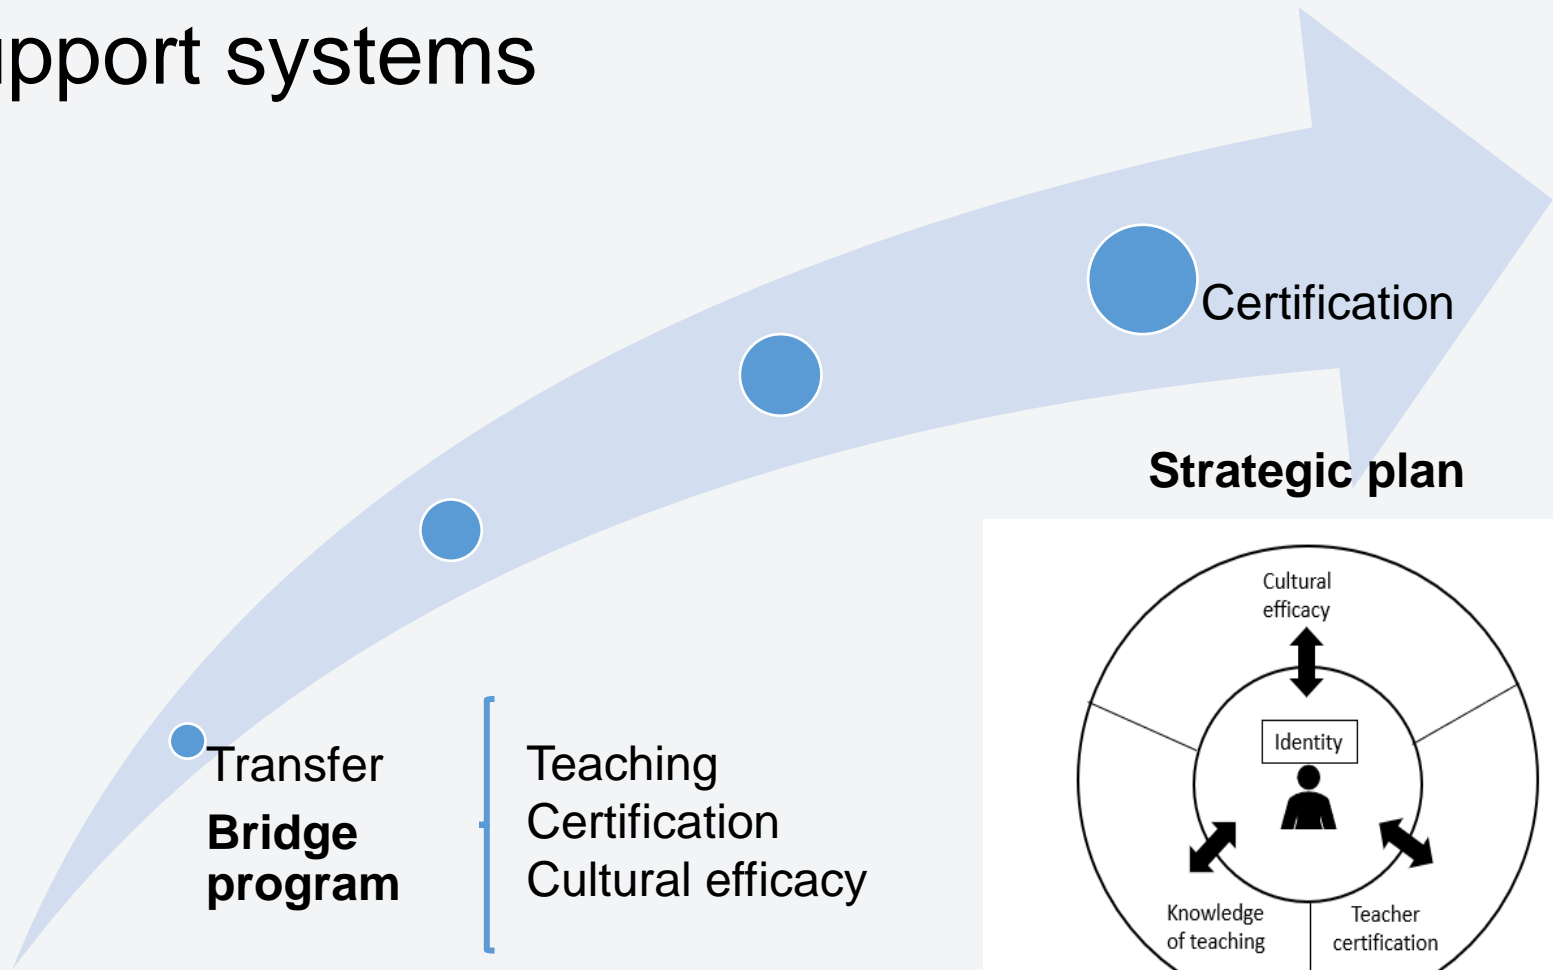 upport systems
Certification
Strategic plan
Transfer
Bridge
program
Teaching
Certification
Cultural efficacy
Cultural
efficacy
Identity
Knowledge
of teaching
Teacher
certification